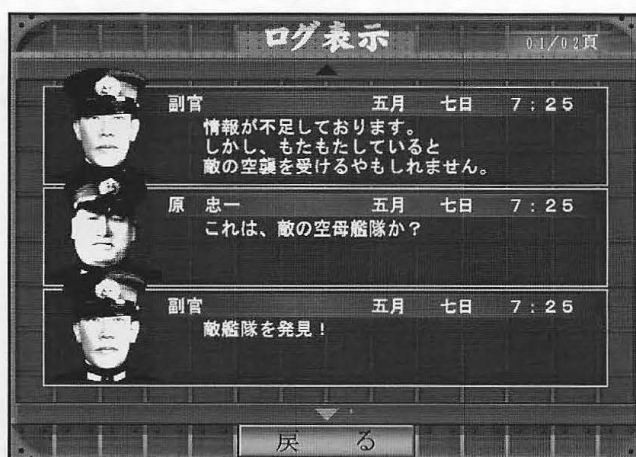 ログ表示
01/02頁
副官 五月 七日 7:25
情報が不足しております。
しかし、もたもたしていると
敵の空襲を受けるやもしれません。
原 忠一 五月 七日 7:25
これは、敵の空母艦隊か?
副官 五月 七日 7:25
敵艦隊を発見!
戻 る